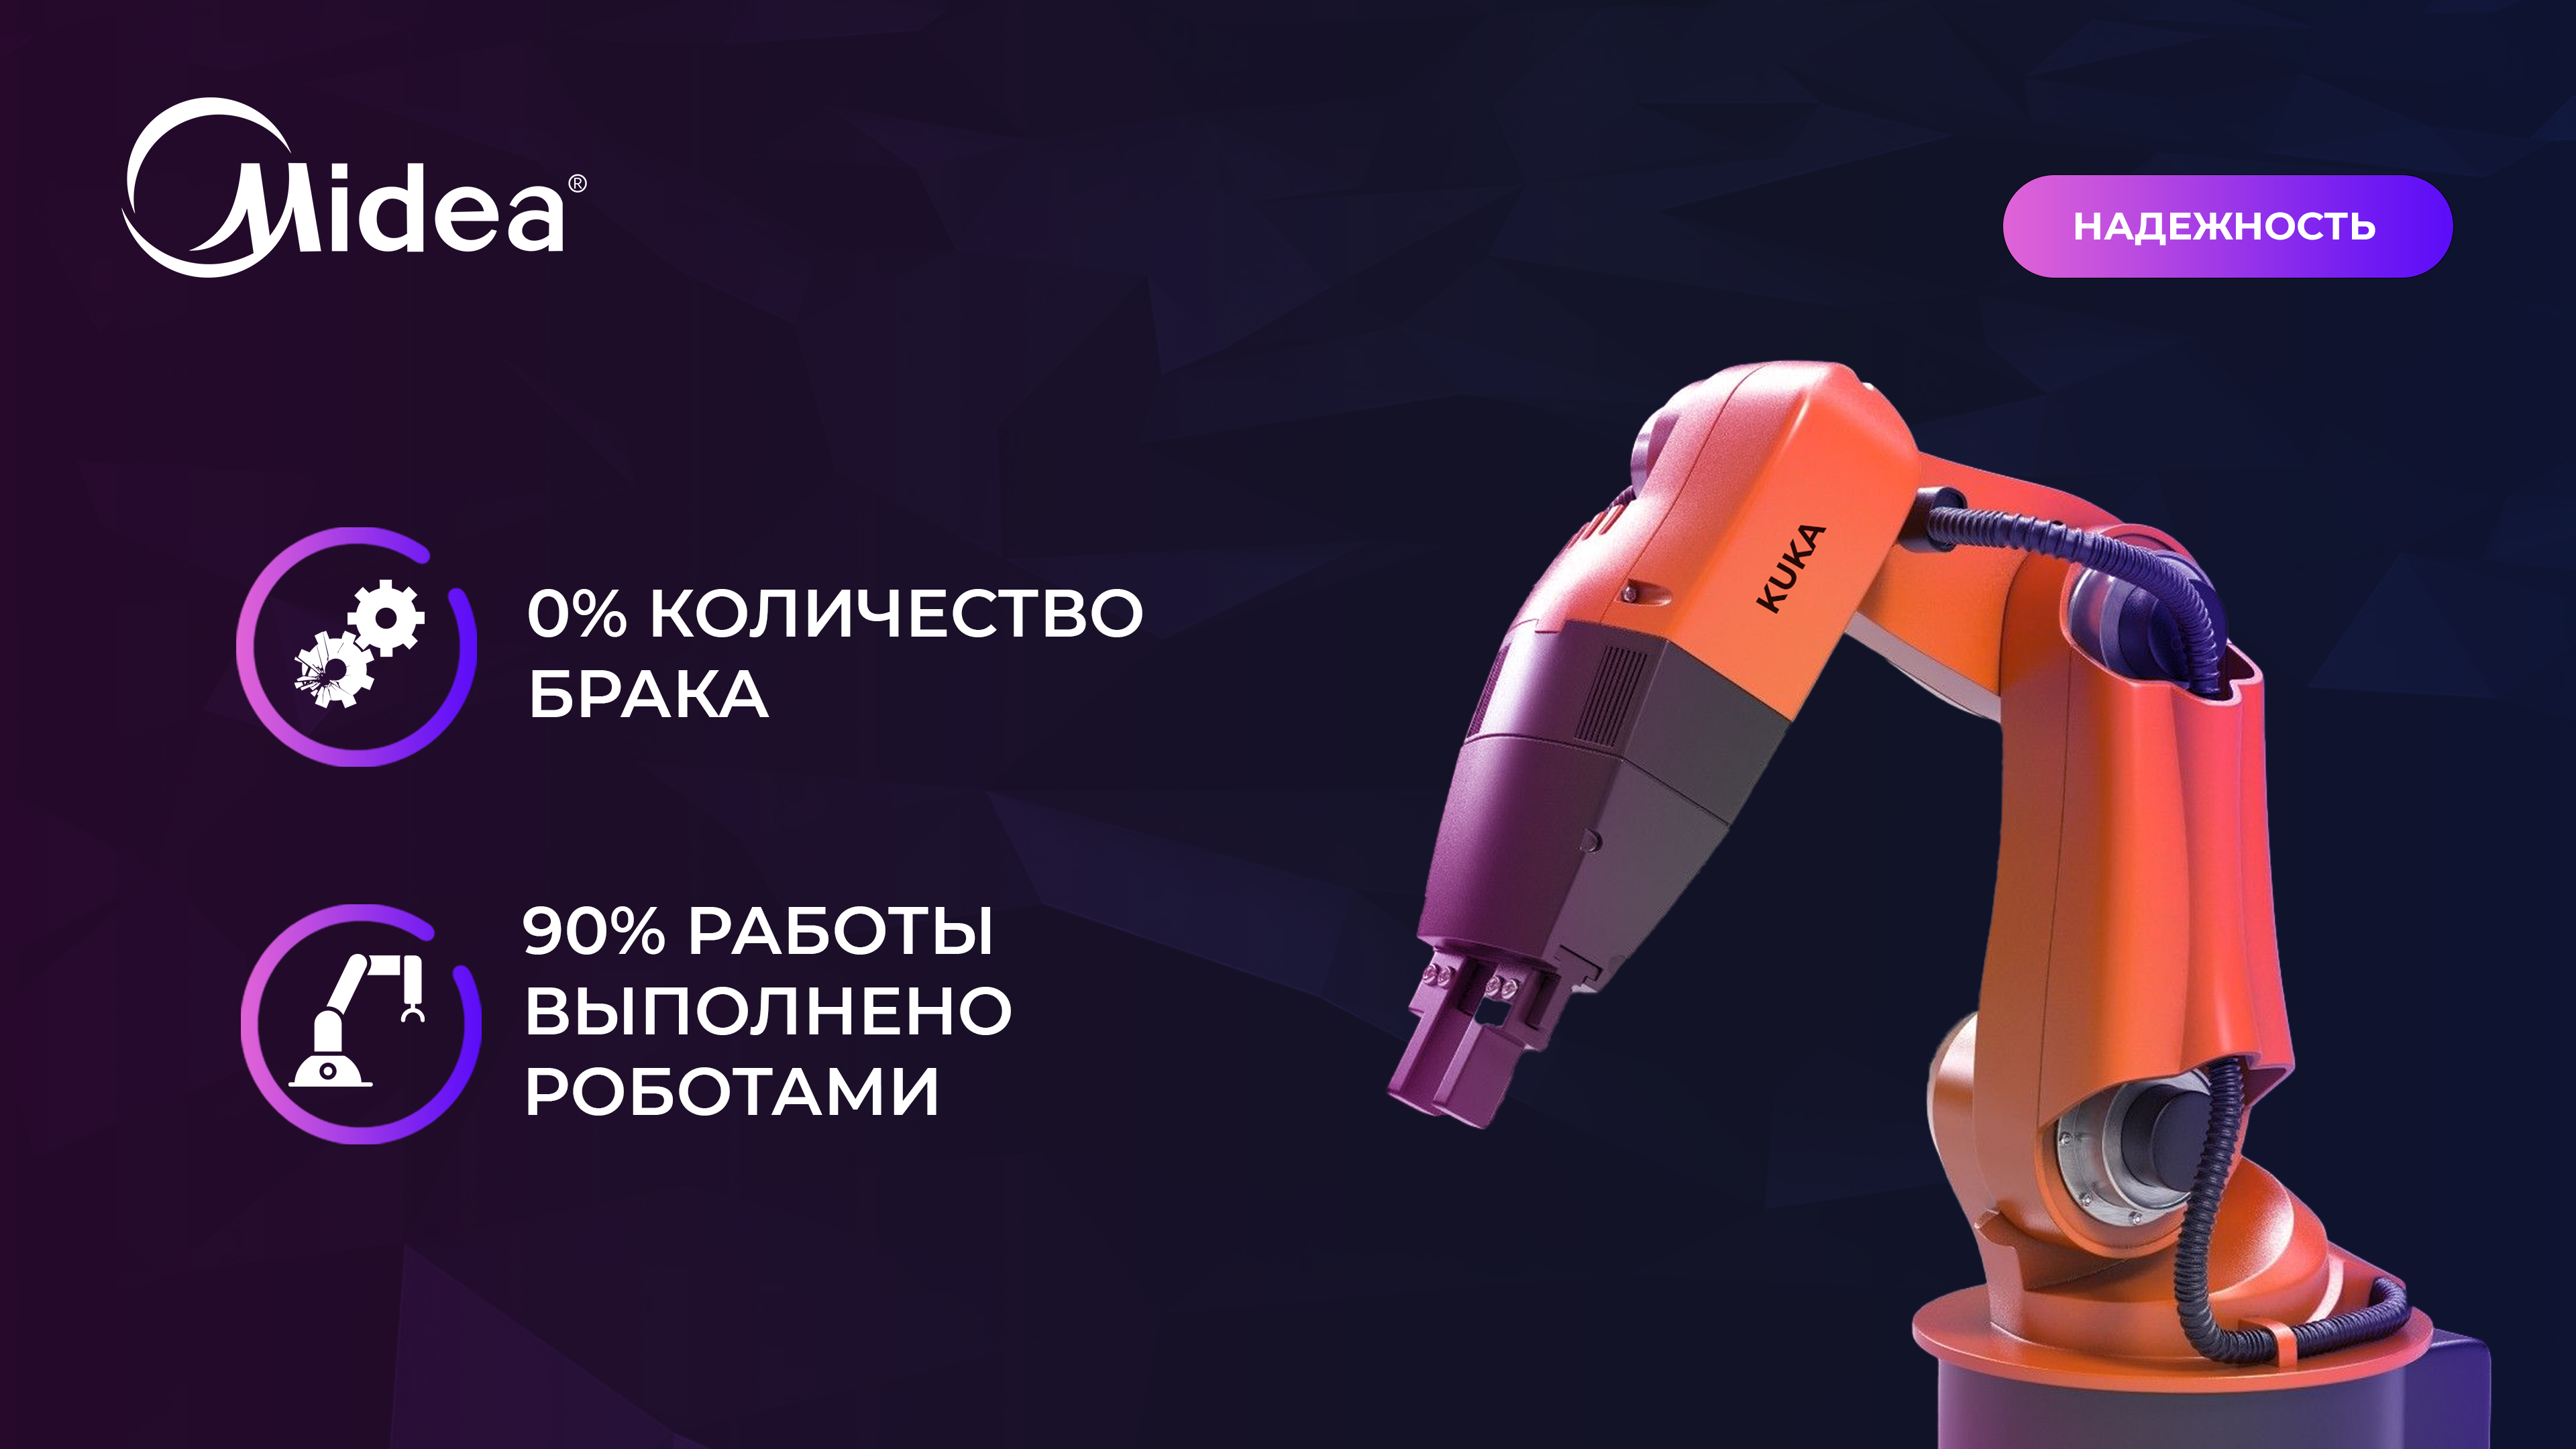 Midea®
НАДЕЖНОСТЬ
KUKA
0% КОЛИЧЕСТВО
БРАКА
90% РАБОТЫ
ВЫПОЛНЕНО
РОБОТАМИ